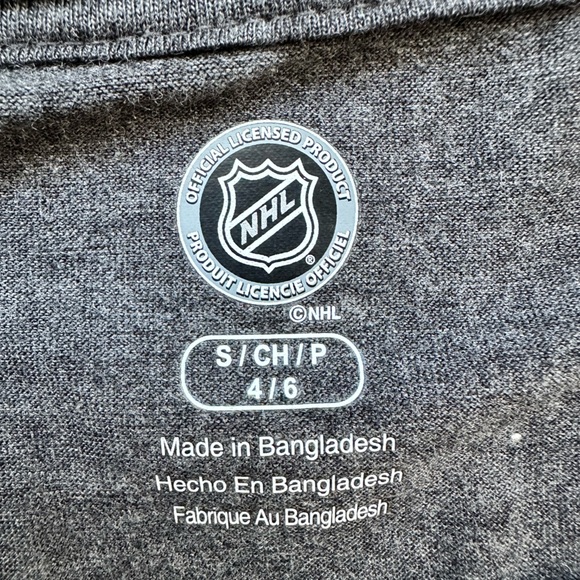 OFFICIAL LICENSED PRODUCT
NHL
®
PRODUIT LICENCIE OFFICIEL
©NHL
S / CH / P
4 / 6
Made in Bangladesh
Hecho En Bangladesh
Fabrique Au Bangladesh